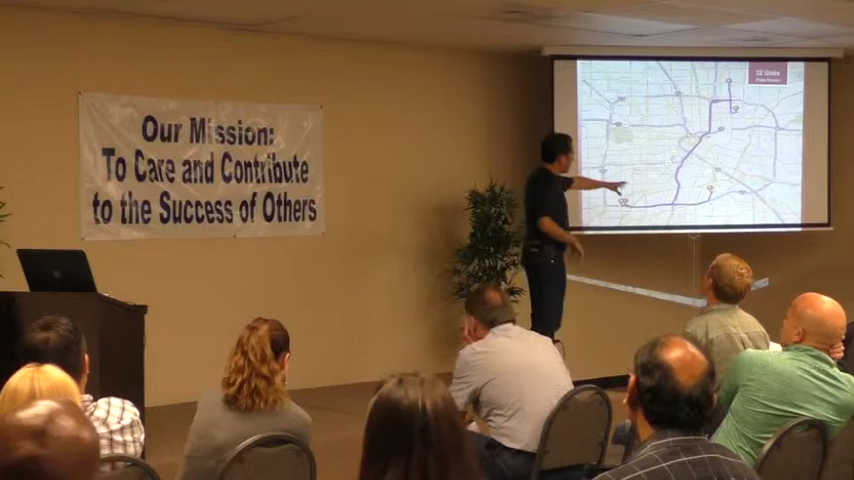 Our Mission:
To Care and Contribute
to the Success of Others
22 Units